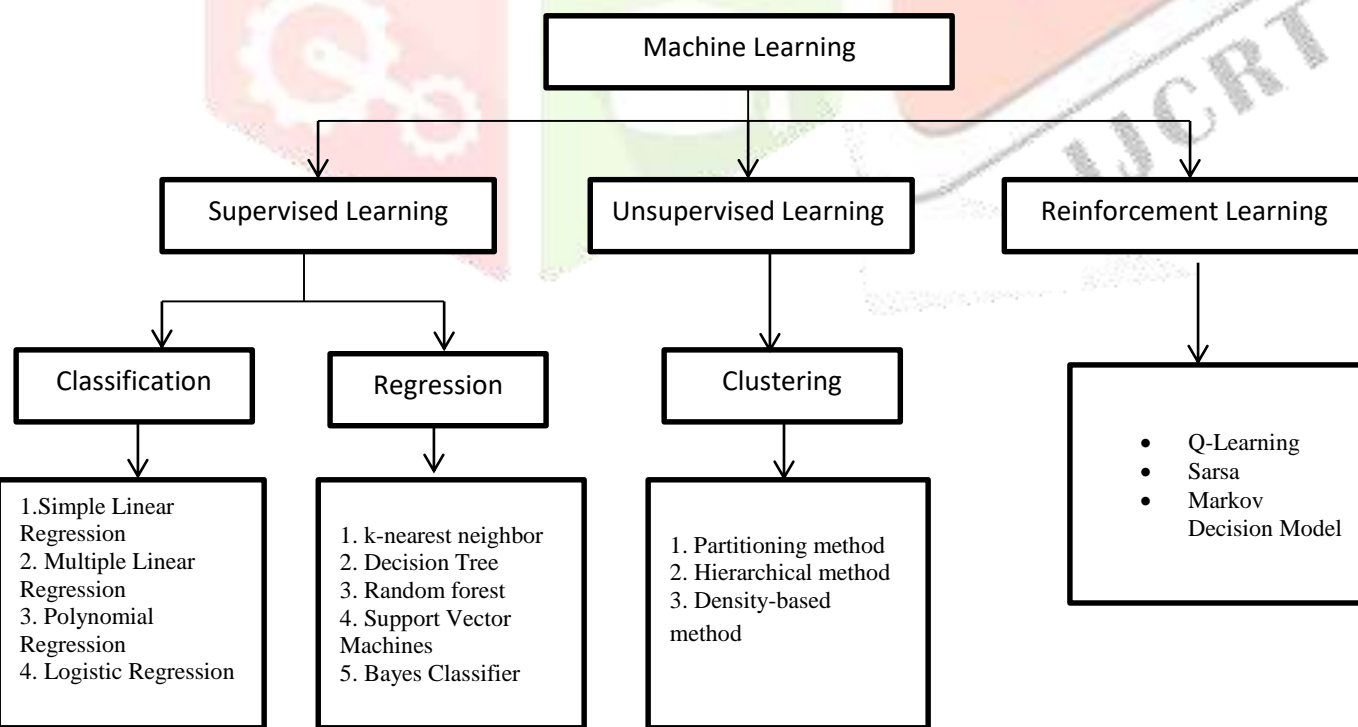 Machine Learning
IJCRT
Supervised Learning
Unsupervised Learning
Reinforcement Learning
Classification
Regression
Clustering
1.Simple Linear
Regression
2. Multiple Linear
Regression
3. Polynomial
Regression
4. Logistic Regression
1. k-nearest neighbor
2. Decision Tree
3. Random forest
4. Support Vector
Machines
5. Bayes Classifier
1. Partitioning method
2. Hierarchical method
3. Density-based
method
• Q-Learning
• Sarsa
• Markov
Decision Model